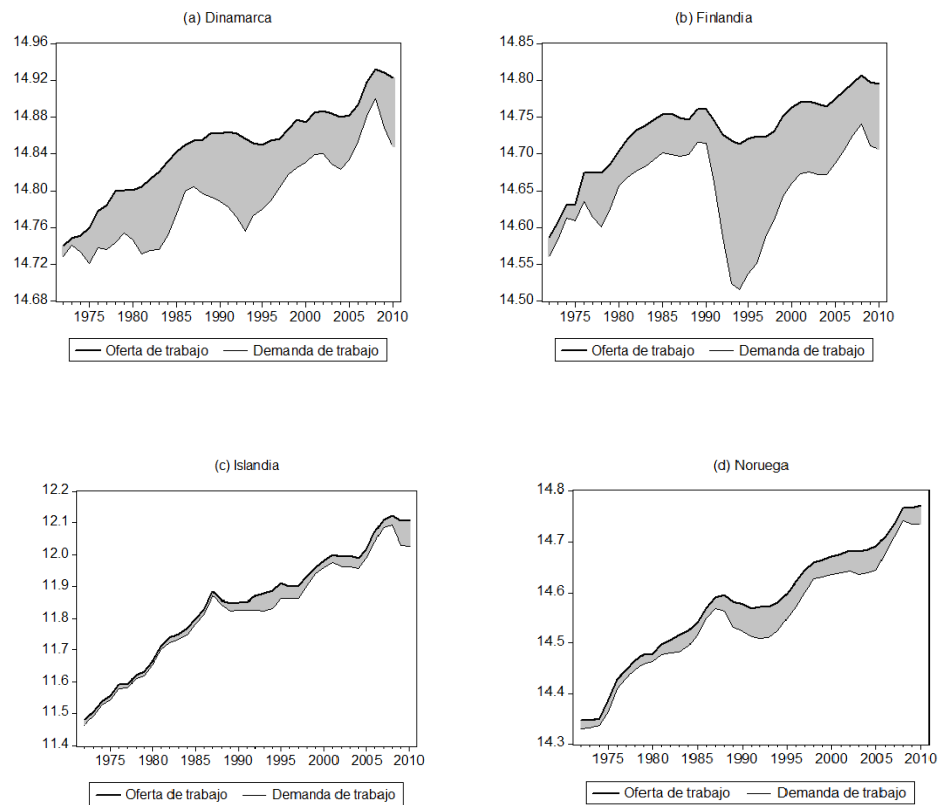 (a) Dinamarca
14.96
14.92
14.88
14.84
14.80
14.76
14.72
14.68
1975 1980 1985 1990 1995 2000 2005 2010
Oferta de trabajo Demanda de trabajo
(b) Finlandia
14.85
14.80
14.75
14.70
14.65
14.60
14.55
14.50
1975 1980 1985 1990 1995 2000 2005 2010
Oferta de trabajo Demanda de trabajo
(c) Islandia
12.2
12.1
12.0
11.9
11.8
11.7
11.6
11.5
11.4
1975 1980 1985 1990 1995 2000 2005 2010
Oferta de trabajo Demanda de trabajo
(d) Noruega
14.8
14.7
14.6
14.5
14.4
14.3
1975 1980 1985 1990 1995 2000 2005 2010
Oferta de trabajo Demanda de trabajo